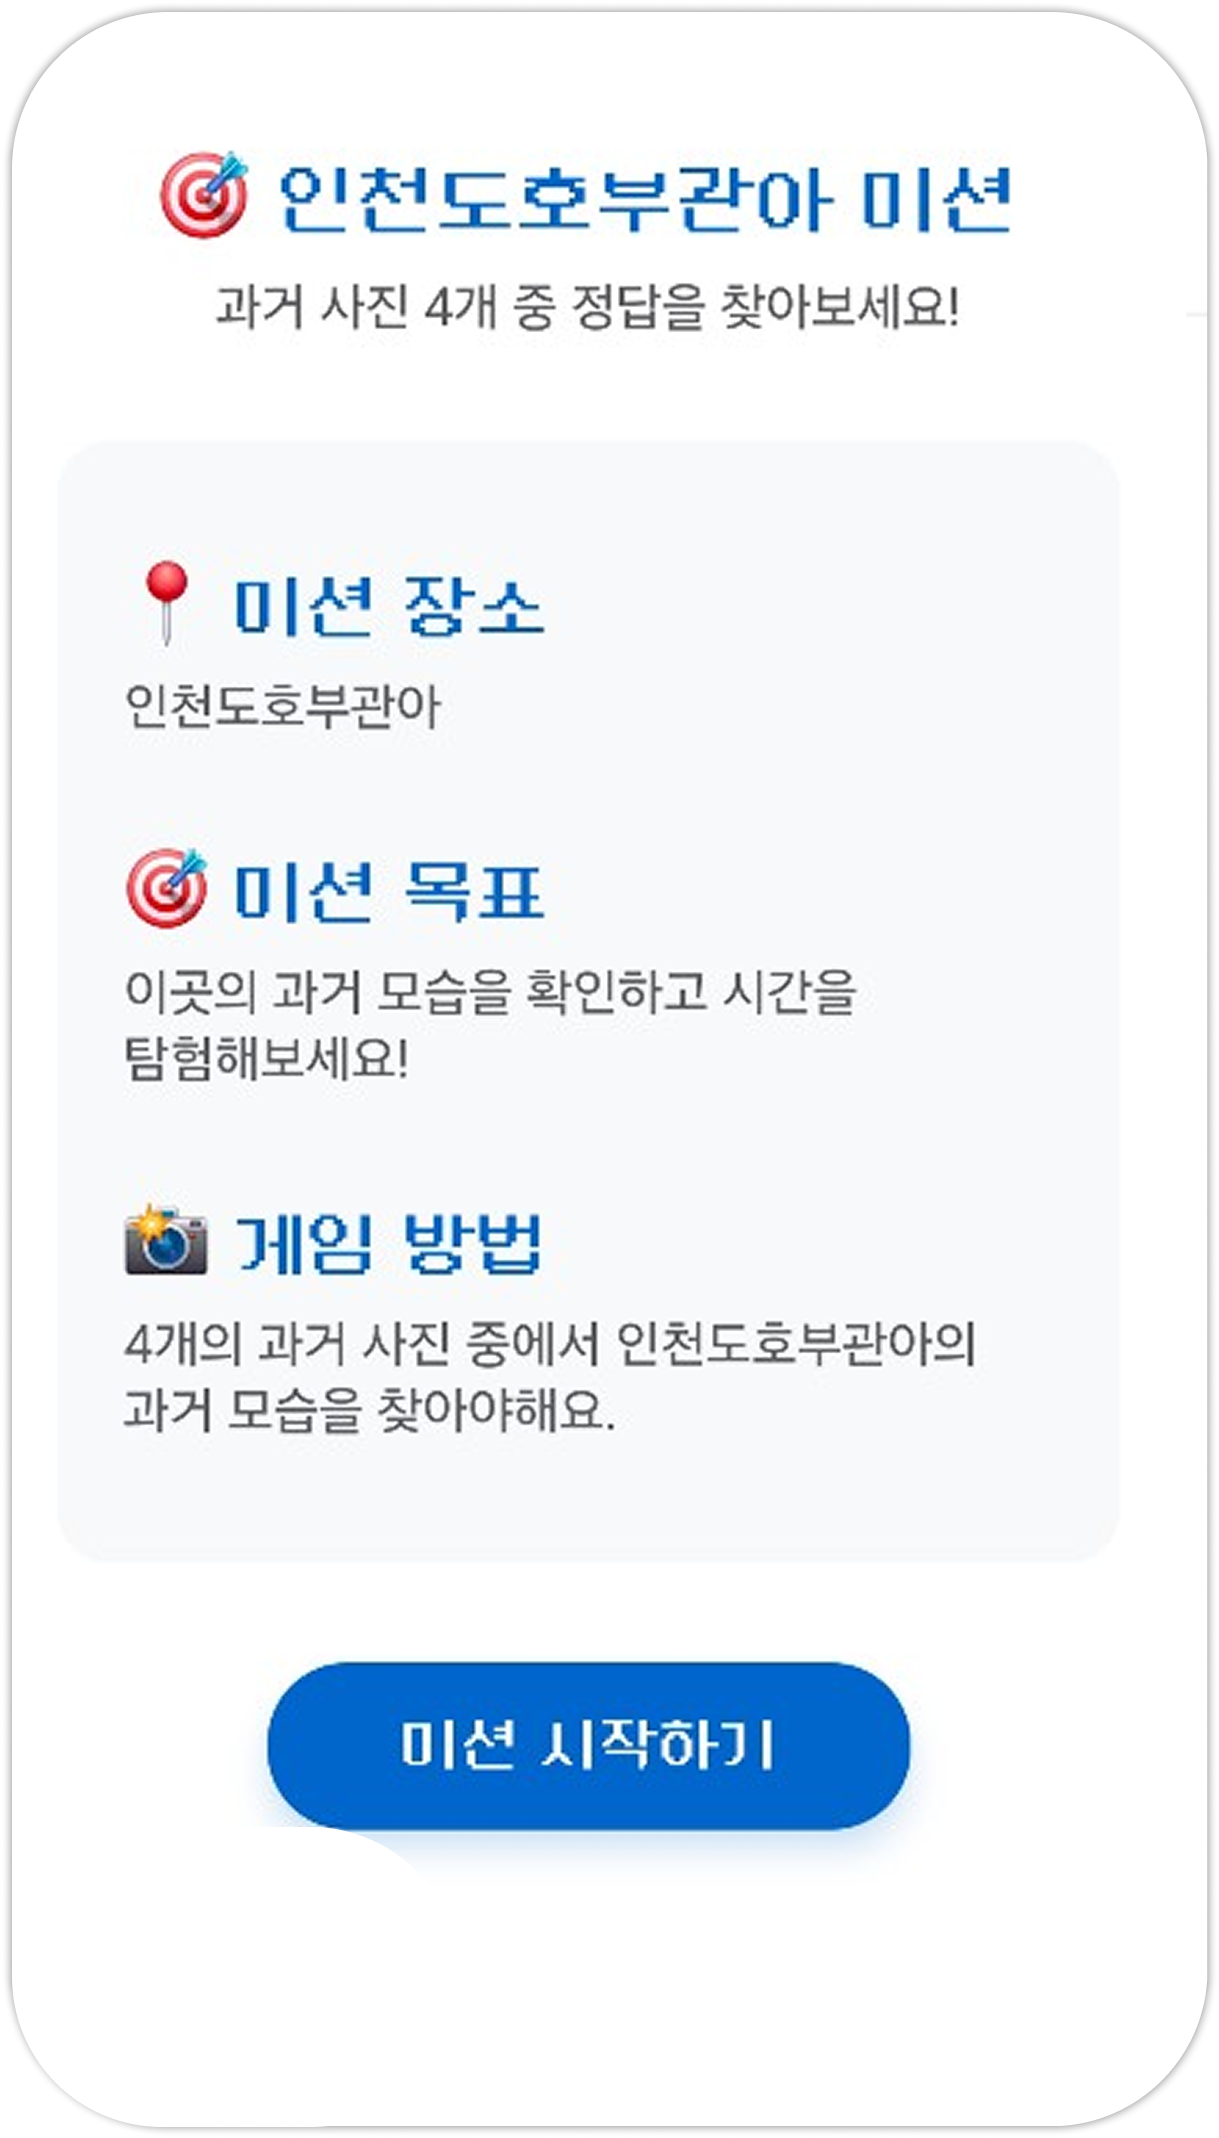 인천도호부관아 미션
과거 사진 4개 중 정답을 찾아보세요!
미션 장소
인천도호부관아
미션 목표
이곳의 과거 모습을 확인하고 시간을
탐험해보세요!
게임 방법
4개의 과거 사진 중에서 인천도호부관아의
과거 모습을 찾아야해요.
미션 시작하기